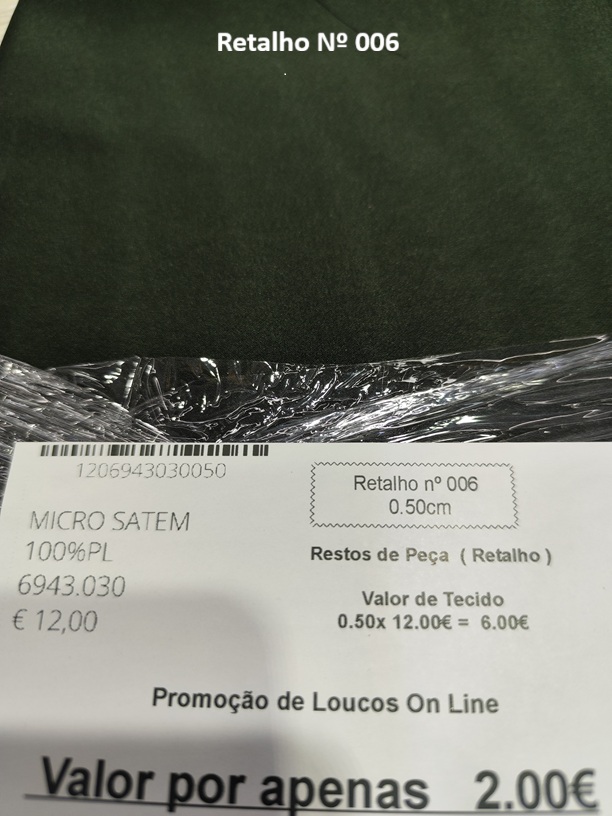 Retalho Nº 006
1206943030050
MICRO SATEM
100%PL
6943.030
€ 12,00
Retalho nº 006
0.50cm
Restos de Peça ( Retalho )
Valor de Tecido
0.50x 12.00€ = 6.00€
Promoção de Loucos On Line
Valor por apenas 2.00€